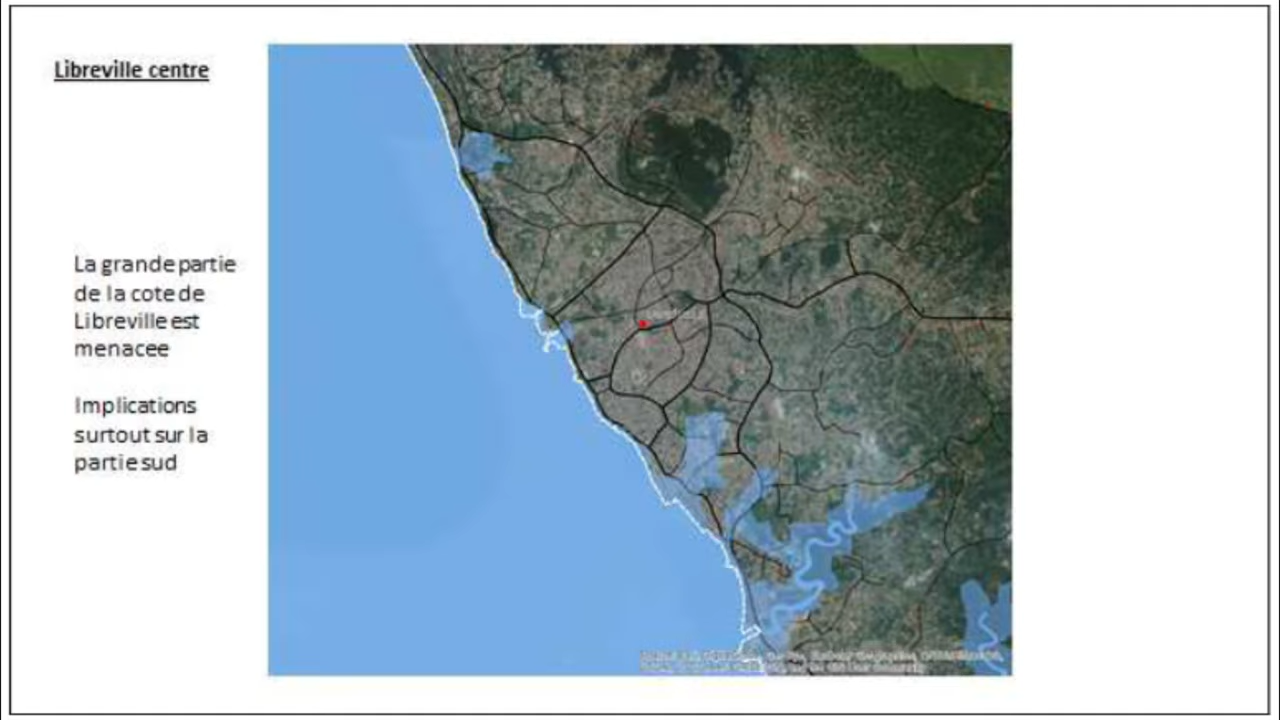 Libreville centre
La grande partie
de la cote de
Libreville est
menacee
Implications
surtout sur la
partie sud